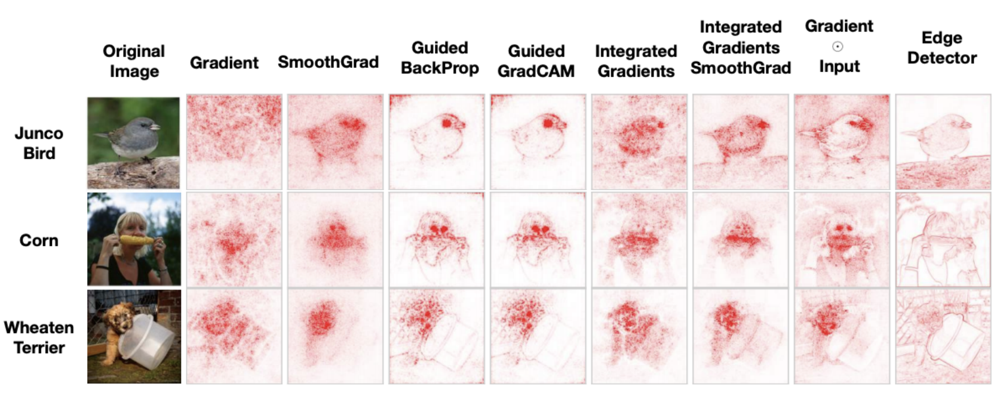 Original
Image
Gradient
SmoothGrad
Guided
BackProp
Guided
GradCAM
Integrated
Gradients
Integrated
Gradients
SmoothGrad
Gradient
⊙
Input
Edge
Detector
Junco
Bird
Corn
Wheaten
Terrier